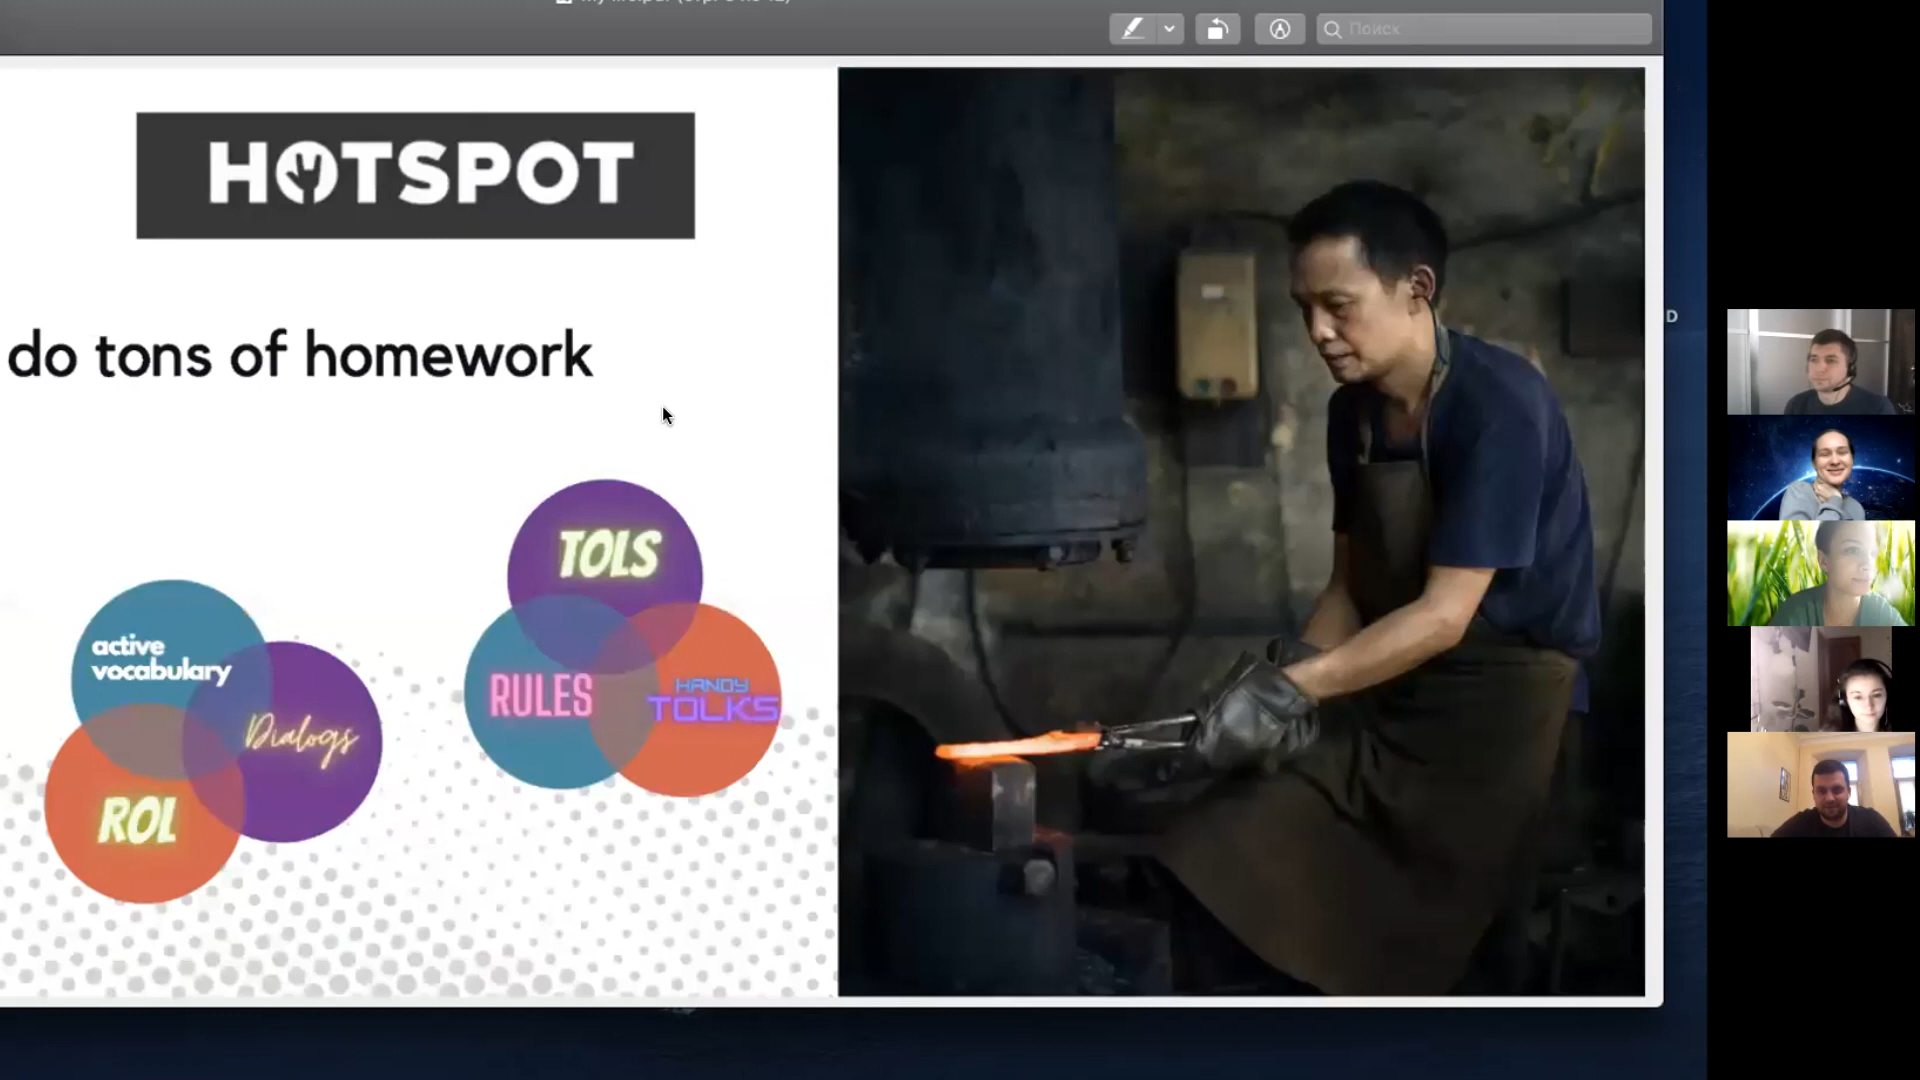 Поиск
HOTSPOT
do tons of homework
D
TOLS
active
vocabulary
RULES
HANDY
TOLKS
Dialogs
ROL